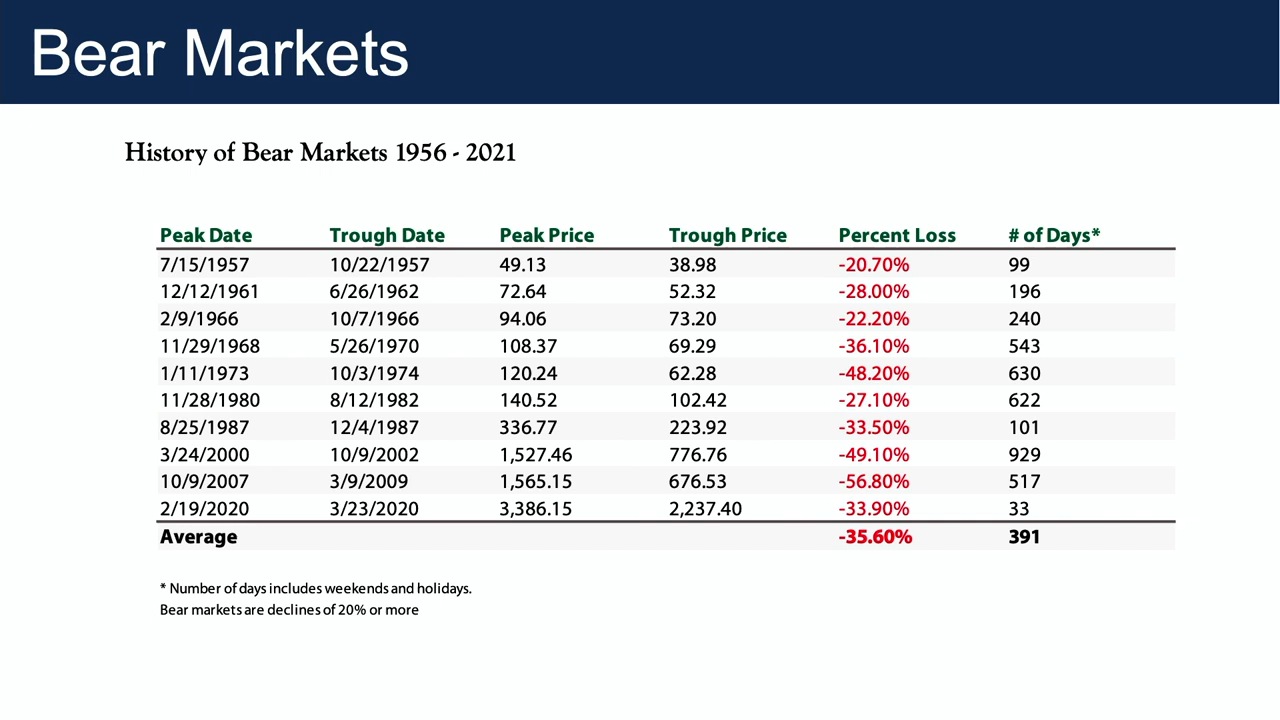 Bear Markets
History of Bear Markets 1956 - 2021
Peak Date Trough Date Peak Price Trough Price Percent Loss # of Days*
7/15/1957 10/22/1957 49.13 38.98 -20.70% 99
12/12/1961 6/26/1962 72.64 52.32 -28.00% 196
2/9/1966 10/7/1966 94.06 73.20 -22.20% 240
11/29/1968 5/26/1970 108.37 69.29 -36.10% 543
1/11/1973 10/3/1974 120.24 62.28 -48.20% 630
11/28/1980 8/12/1982 140.52 102.42 -27.10% 622
8/25/1987 12/4/1987 336.77 223.92 -33.50% 101
3/24/2000 10/9/2002 1,527.46 776.76 -49.10% 929
10/9/2007 3/9/2009 1,565.15 676.53 -56.80% 517
2/19/2020 3/23/2020 3,386.15 2,237.40 -33.90% 33
Average -35.60% 391
* Number of days includes weekends and holidays.
Bear markets are declines of 20% or more